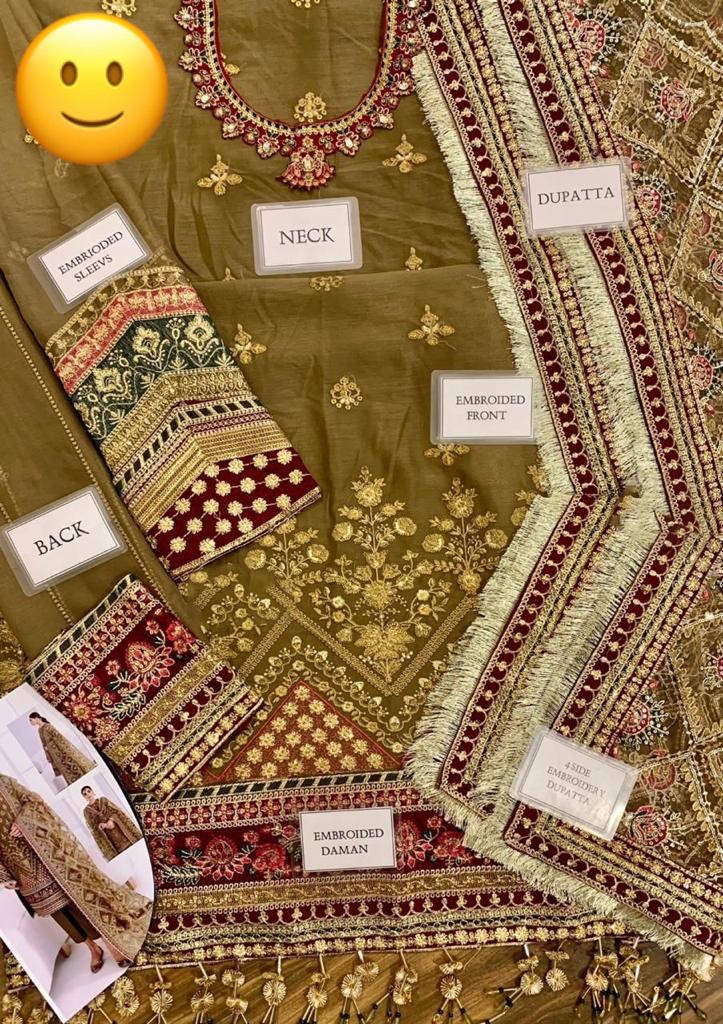 DUPATTA
NECK
EMBRIODED
SLEEVS
EMBROIDED
FRONT
BACK
4 SIDE
EMBROIDERY
DUPATTA
EMBROIDED
DAMAN